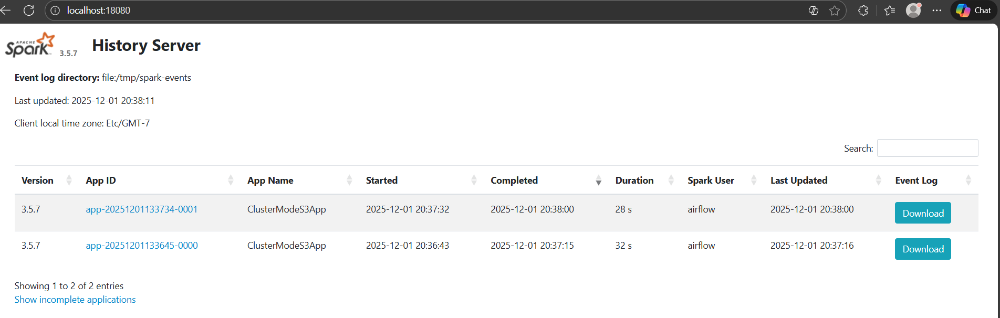 localhost:18080
Chat
APACHE
Spark 3.5.7 History Server
Event log directory: file:/tmp/spark-events
Last updated: 2025-12-01 20:38:11
Client local time zone: Etc/GMT-7
Search:
Version App ID App Name Started Completed Duration Spark User Last Updated Event Log
3.5.7 app-20251201133734-0001 ClusterModeS3App 2025-12-01 20:37:32 2025-12-01 20:38:00 28 s airflow 2025-12-01 20:38:00 Download
3.5.7 app-20251201133645-0000 ClusterModeS3App 2025-12-01 20:36:43 2025-12-01 20:37:15 32 s airflow 2025-12-01 20:37:16 Download
Showing 1 to 2 of 2 entries
Show incomplete applications